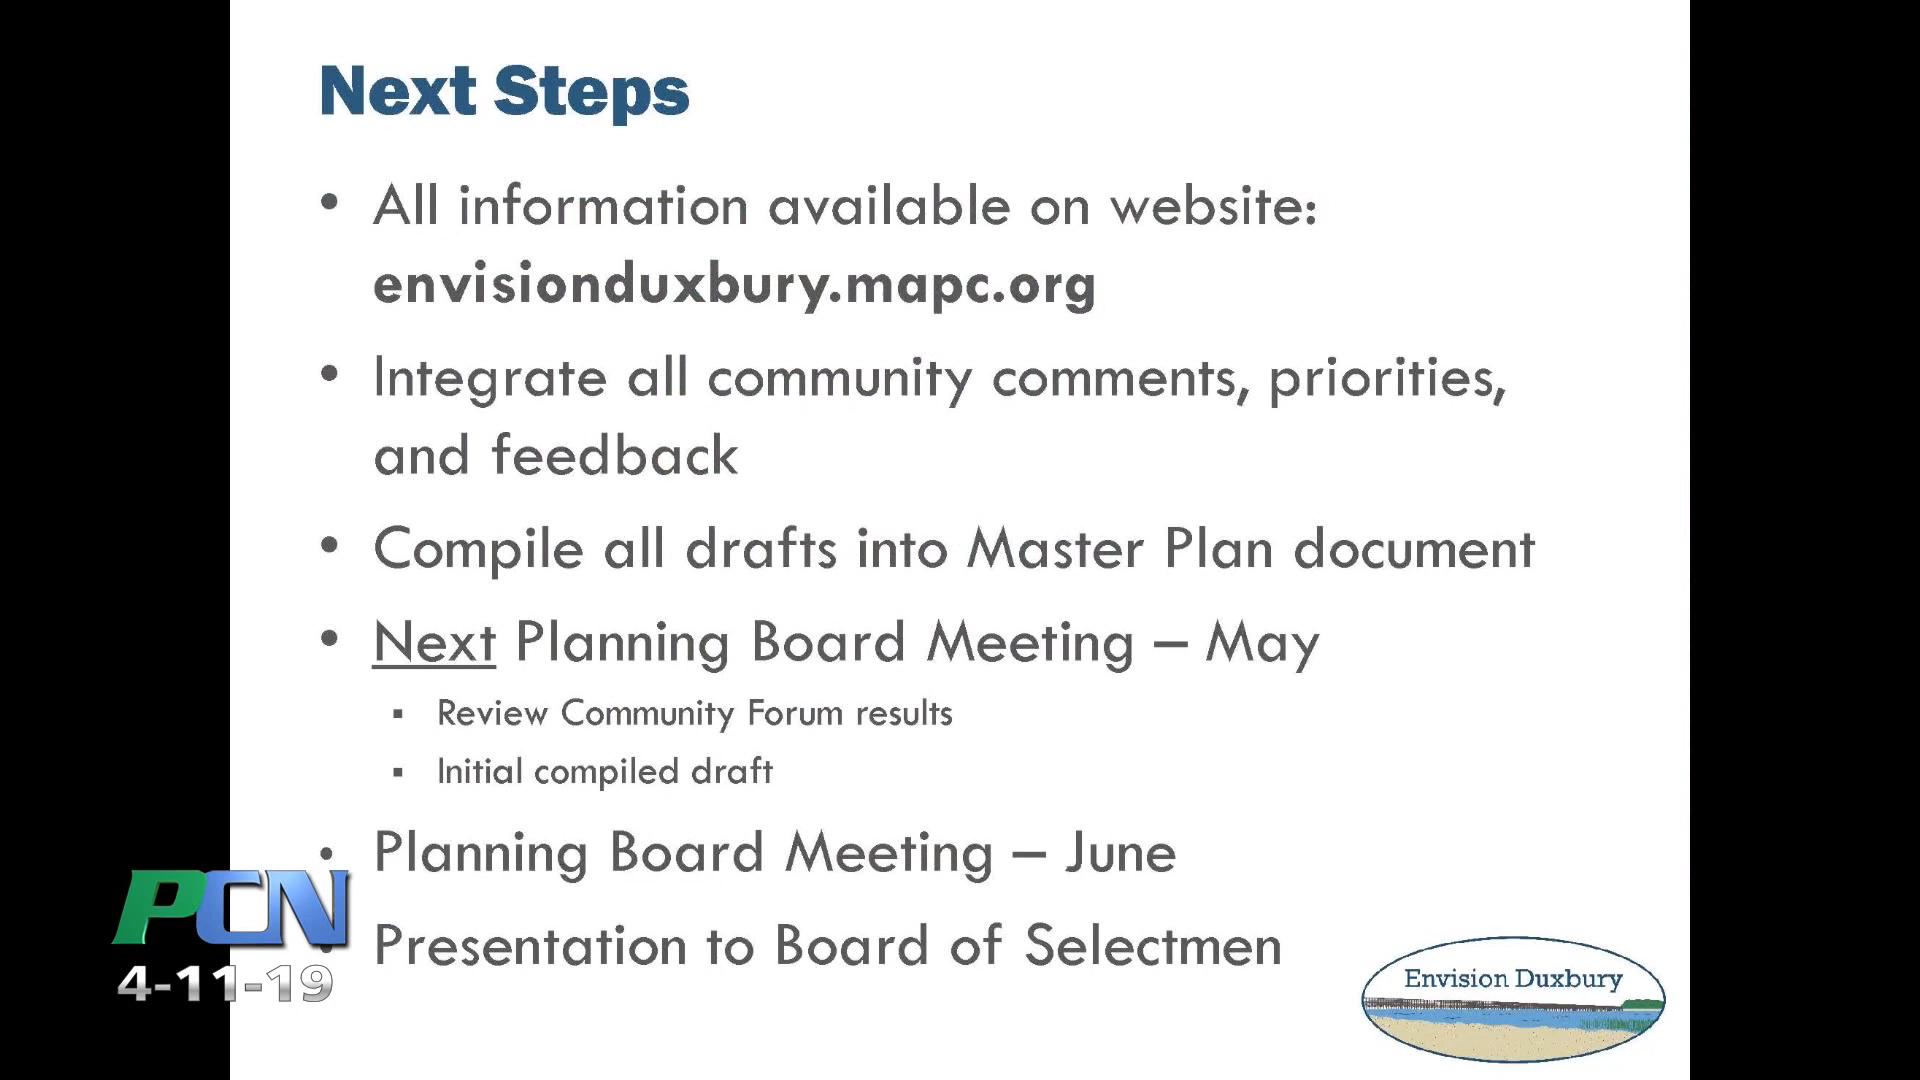 Next Steps
• All information available on website:
envisionduxbury.mapc.org
• Integrate all community comments, priorities,
and feedback
• Compile all drafts into Master Plan document
• Next Planning Board Meeting – May
▪ Review Community Forum results
▪ Initial compiled draft
• Planning Board Meeting – June
• Presentation to Board of Selectmen
PCN
4-11-19
Envision Duxbury